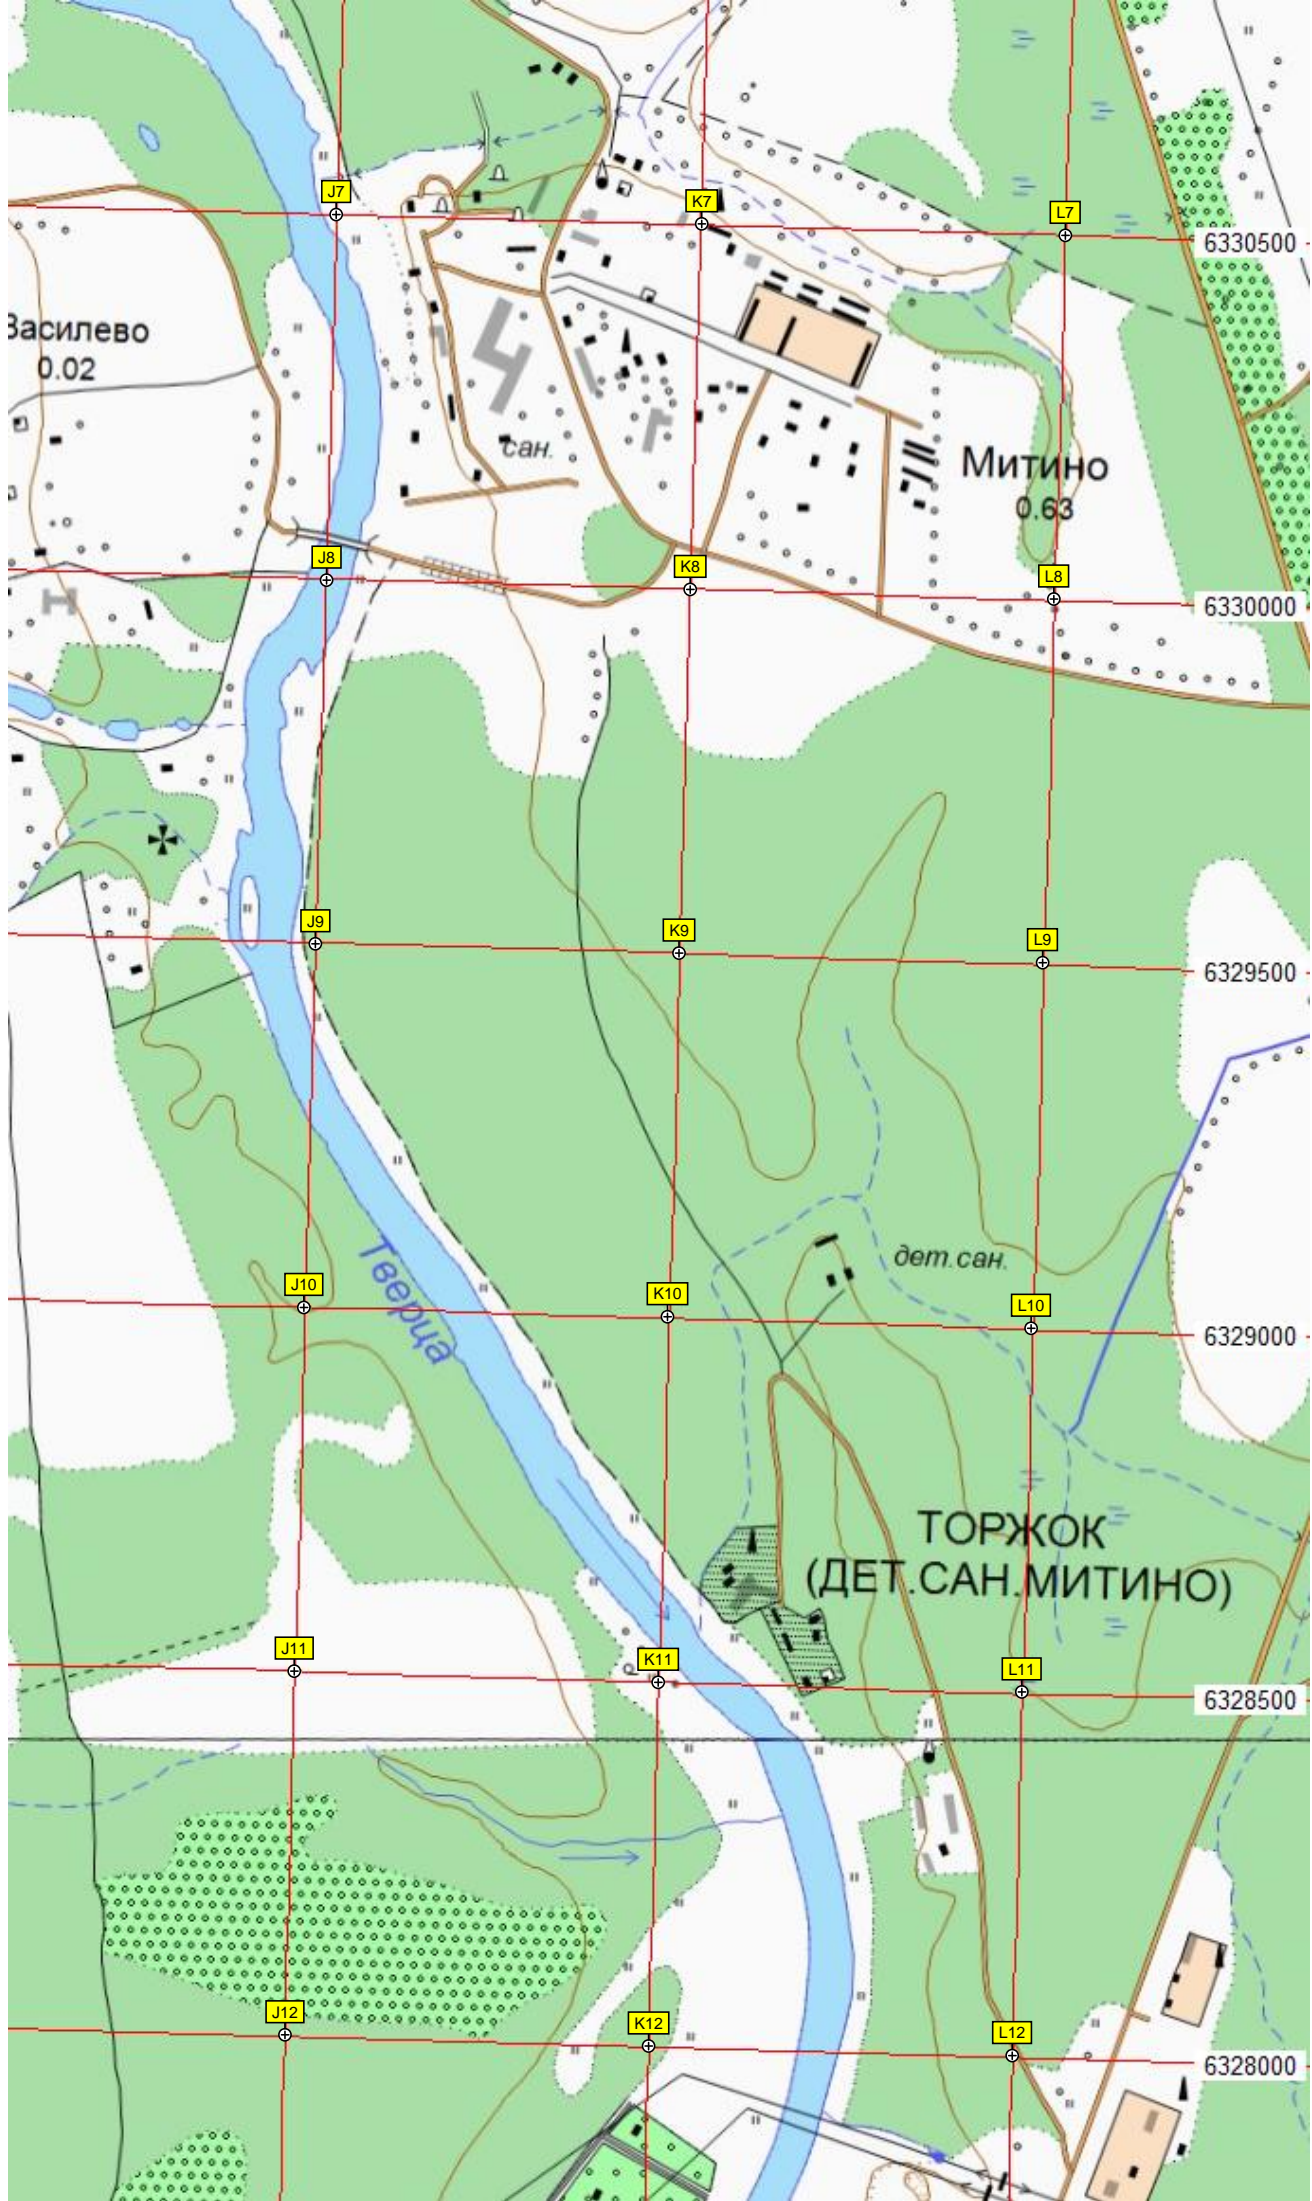 J7
K7
L7
6330500
Василево
0.02
сан.
Митино
0.63
J8
K8
L8
6330000
J9
K9
L9
6329500
дет.сан.
Тверца
J10
K10
L10
6329000
ТОРЖОК
(ДЕТ.САН.МИТИНО)
J11
K11
L11
6328500
J12
K12
L12
6328000